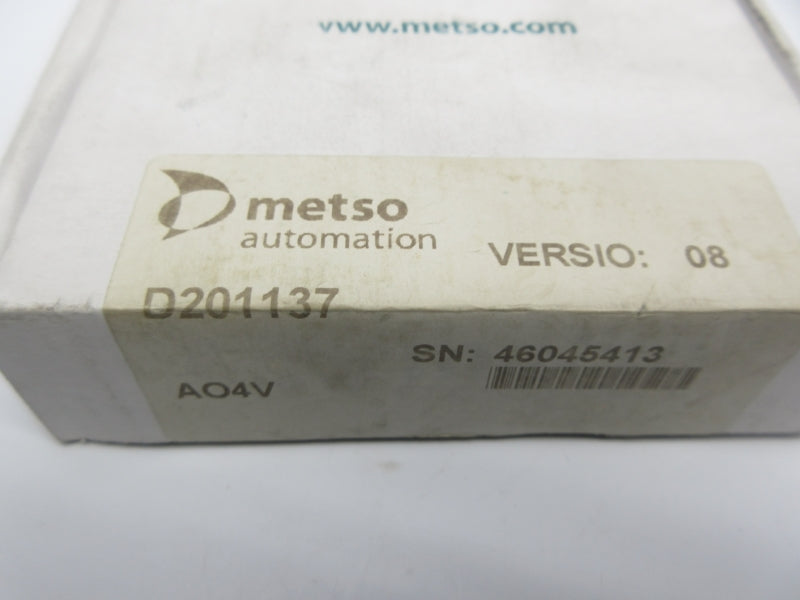 www.metso.com
metso
automation
VERSIO: 08
D201137
SN: 46045413
AO4V